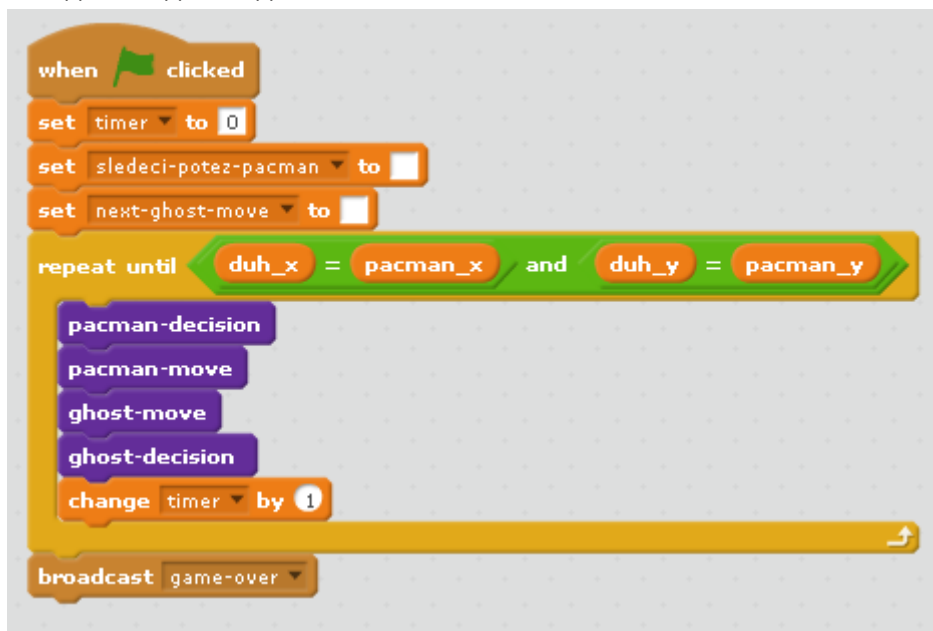 when clicked
set timer to 0
set sledeci-potez-pacman to
set next-ghost-move to
repeat until duh_x = pacman_x and duh_y = pacman_y
pacman-decision
pacman-move
ghost-move
ghost-decision
change timer by 1
broadcast game-over